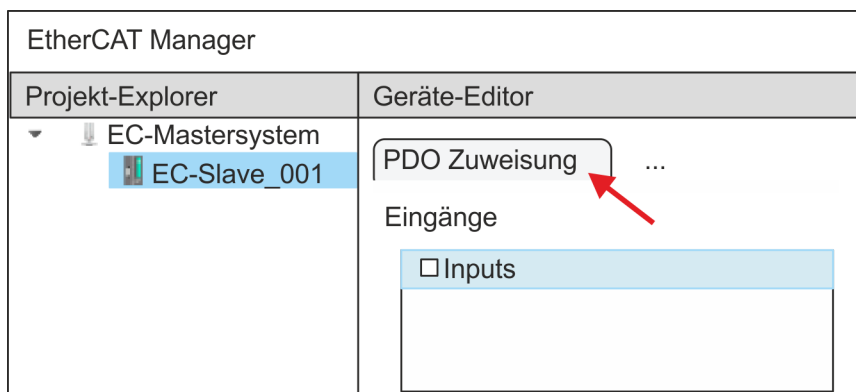 EtherCAT Manager
Projekt-Explorer
Geräte-Editor
EC-Mastersystem
EC-Slave_001
PDO Zuweisung
...
Eingänge
Inputs